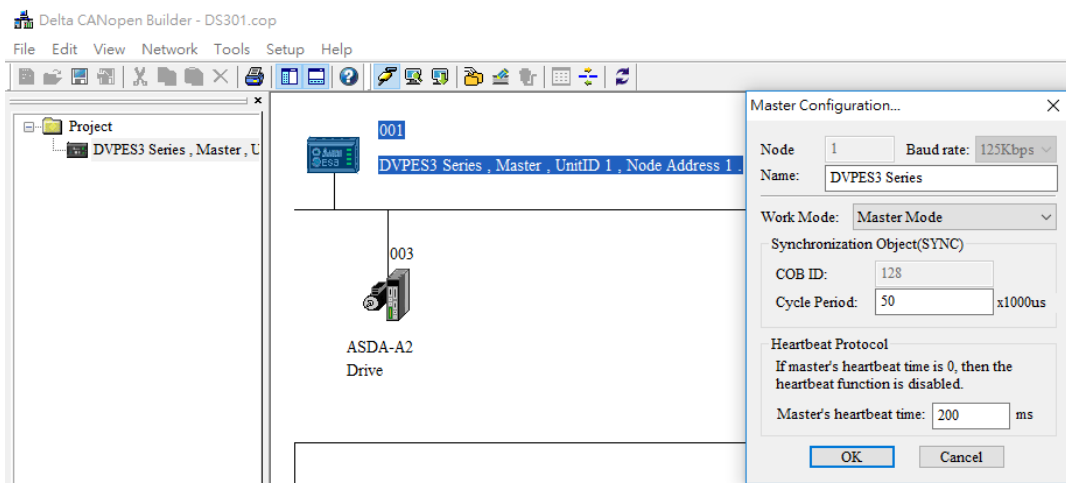 Delta CANopen Builder - DS301.cop
File Edit View Network Tools Setup Help
Project
DVPES3 Series , Master , U
001
DVPES3 Series , Master , UnitID 1 , Node Address 1 .
003
ASDA-A2
Drive
Master Configuration...
Node 1 Baud rate: 125Kbps
Name: DVPES3 Series
Work Mode: Master Mode
Synchronization Object(SYNC)
COB ID: 128
Cycle Period: 50 x1000us
Heartbeat Protocol
If master's heartbeat time is 0, then the
heartbeat function is disabled.
Master's heartbeat time: 200 ms
OK Cancel